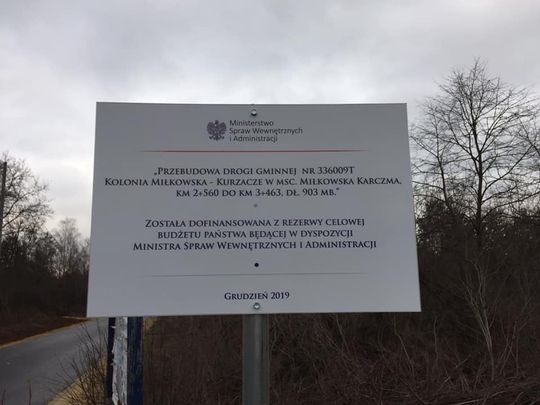 Ministerstwo
Spraw Wewnętrznych
i Administracji
„Przebudowa drogi gminnej nr 336009T
Kolonia Miłkowska - Kurzacze w msc. Miłkowska Karczma,
km 2+560 do km 3+463, dł. 903 mb."
Została dofinansowana z rezerwy celowej
budżetu państwa będącej w dyspozycji
Ministra Spraw Wewnętrznych i Administracji
Grudzień 2019